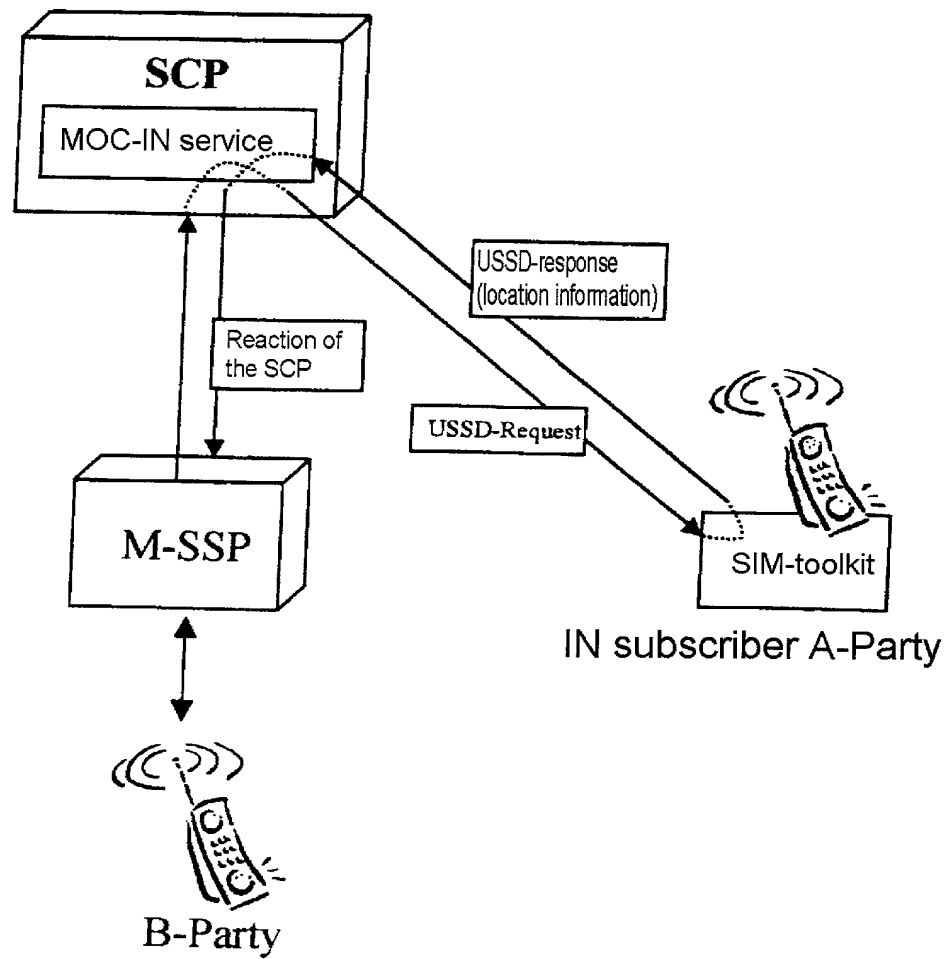 SCP
MOC-IN service
USSD-response
(location information)
Reaction of
the SCP
USSD-Request
M-SSP
SIM-toolkit
IN subscriber A-Party
B-Party